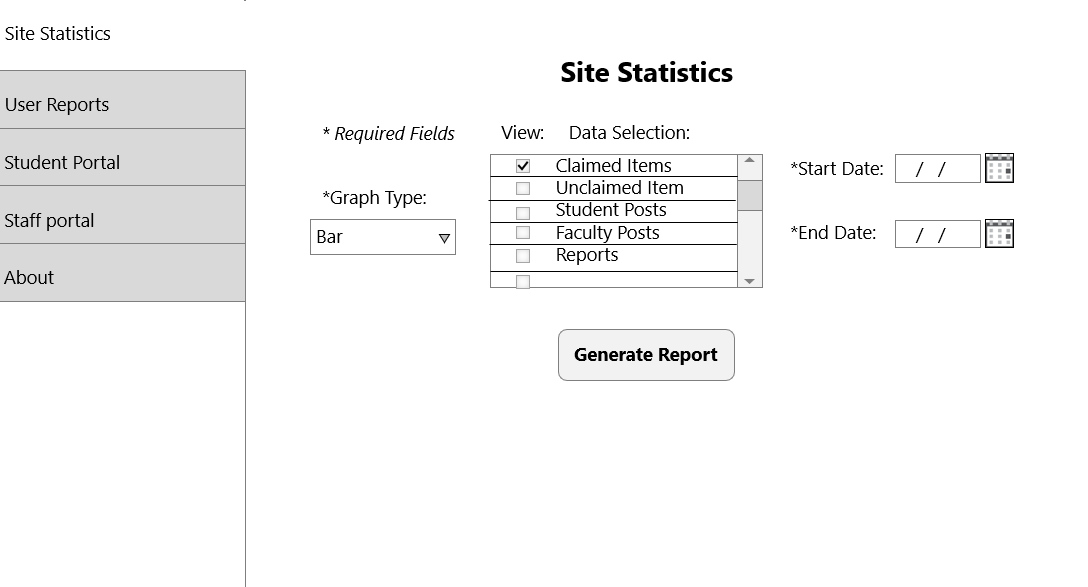 Site Statistics
User Reports
Student Portal
Staff portal
About
Site Statistics
* Required Fields
*Graph Type:
Bar
View: Data Selection:
Claimed Items
Unclaimed Item
Student Posts
Faculty Posts
Reports
*Start Date: / /
*End Date: / /
Generate Report